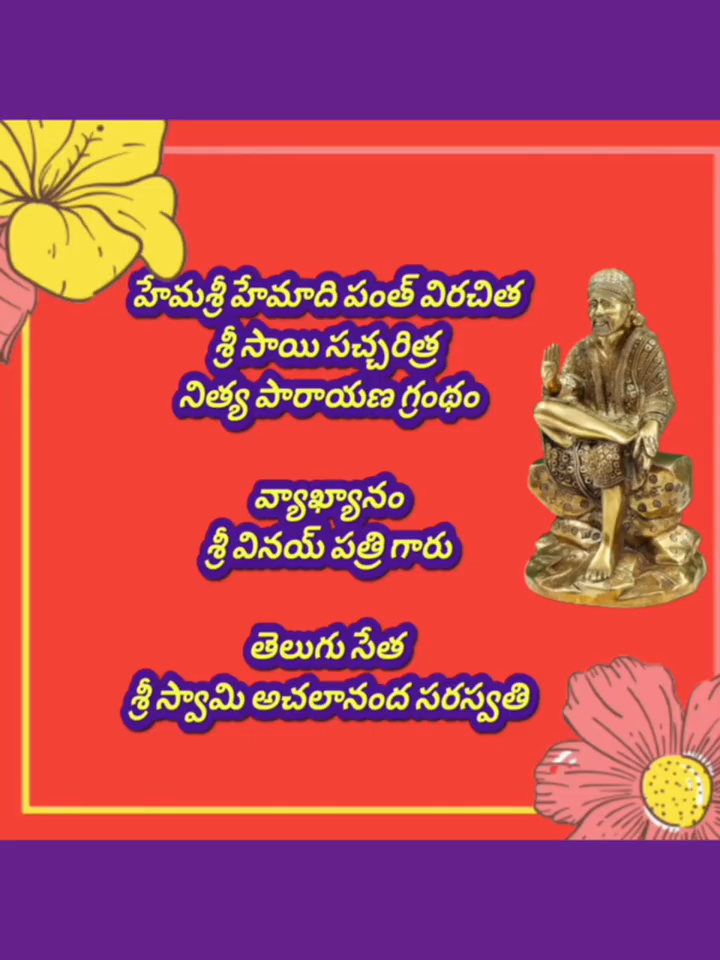 హేమశ్రీ హేమాది పంత్ విరచిత
శ్రీ సాయి సచ్చరిత్ర
నిత్య పారాయణ గ్రంథం
వ్యాఖ్యానం
శ్రీ వినయ్ పత్రి గారు
తెలుగు సేత
శ్రీ స్వామి అచలానంద సరస్వతి